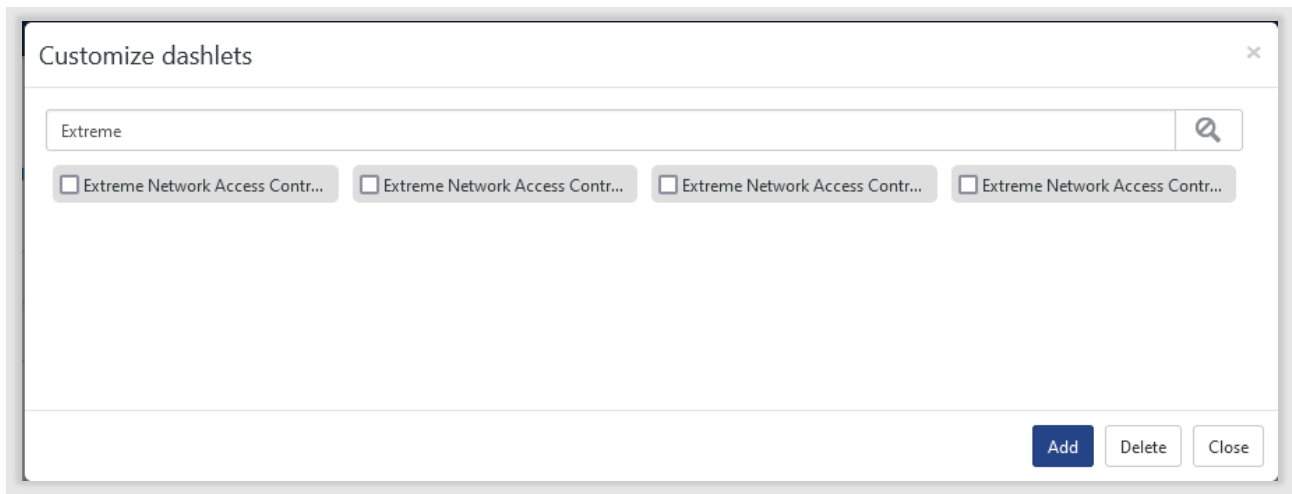 Customize dashlets ×
Extreme
Extreme Network Access Contr... Extreme Network Access Contr... Extreme Network Access Contr... Extreme Network Access Contr...
Add Delete Close